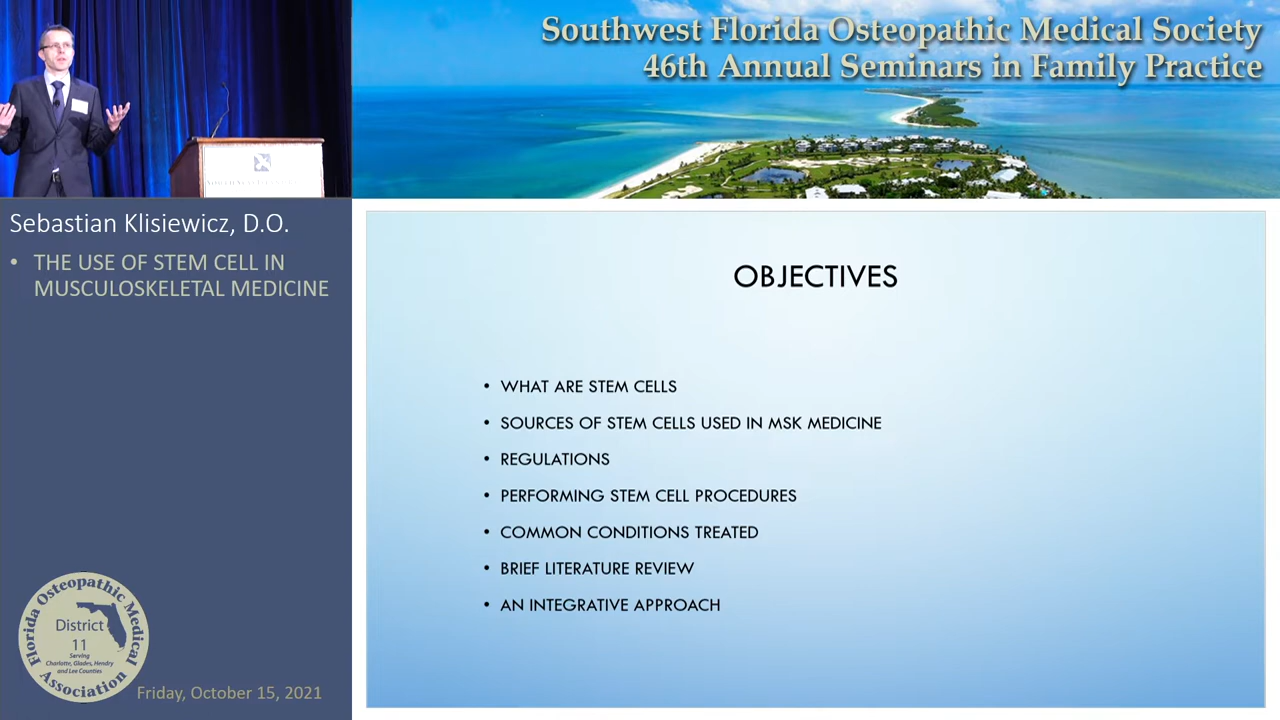 Southwest Florida Osteopathic Medical Society
46th Annual Seminars in Family Practice
Sebastian Klisiewicz, D.O.
• THE USE OF STEM CELL IN
MUSCULOSKELETAL MEDICINE
OBJECTIVES
• WHAT ARE STEM CELLS
• SOURCES OF STEM CELLS USED IN MSK MEDICINE
• REGULATIONS
• PERFORMING STEM CELL PROCEDURES
• COMMON CONDITIONS TREATED
• BRIEF LITERATURE REVIEW
• AN INTEGRATIVE APPROACH
Florida Osteopathic Medical
Association
District
11
Serving
Charlotte, Glades, Hendry
and Lee Counties
Friday, October 15, 2021